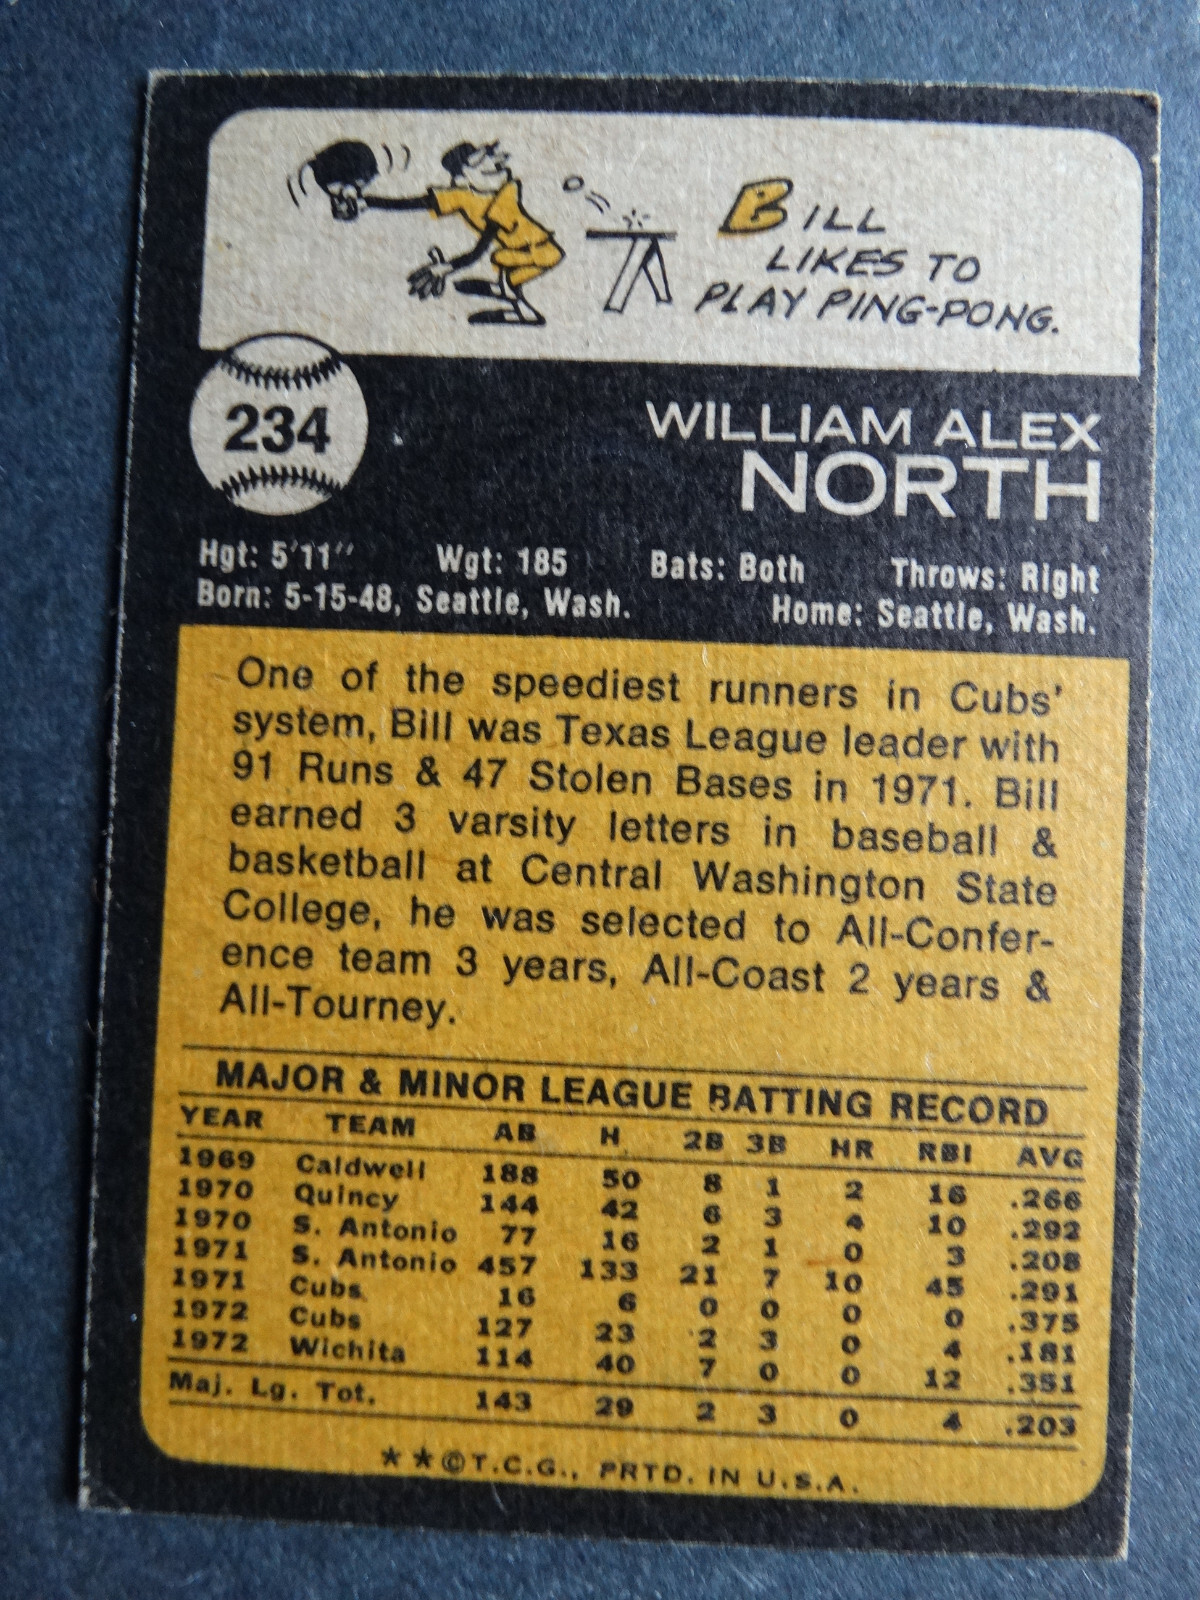 BILL
LIKES TO
PLAY PING-PONG.
234
WILLIAM ALEX
NORTH
Hgt: 5'11" Wgt: 185 Bats: Both Throws: Right
Born: 5-15-48, Seattle, Wash. Home: Seattle, Wash.
One of the speediest runners in Cubs'
system, Bill was Texas League leader with
91 Runs & 47 Stolen Bases in 1971. Bill
earned 3 varsity letters in baseball &
basketball at Central Washington State
College, he was selected to All-Confer-
ence team 3 years, All-Coast 2 years &
All-Tourney.
MAJOR & MINOR LEAGUE BATTING RECORD
YEAR TEAM AB H 2B 3B HR RBI AVG
1969 Caldwell 188 50 8 1 2 16 .266
1970 Quincy 144 42 6 3 4 10 .292
1970 S. Antonio 77 16 2 1 0 3 .208
1971 S. Antonio 457 133 21 7 10 45 .291
1971 Cubs 16 6 0 0 0 0 .375
1972 Cubs 127 23 2 3 0 4 .181
1972 Wichita 114 40 7 0 0 12 .351
Maj. Lg. Tot. 143 29 2 3 0 4 .203
★★©T.C.G., PRTD. IN U.S.A.